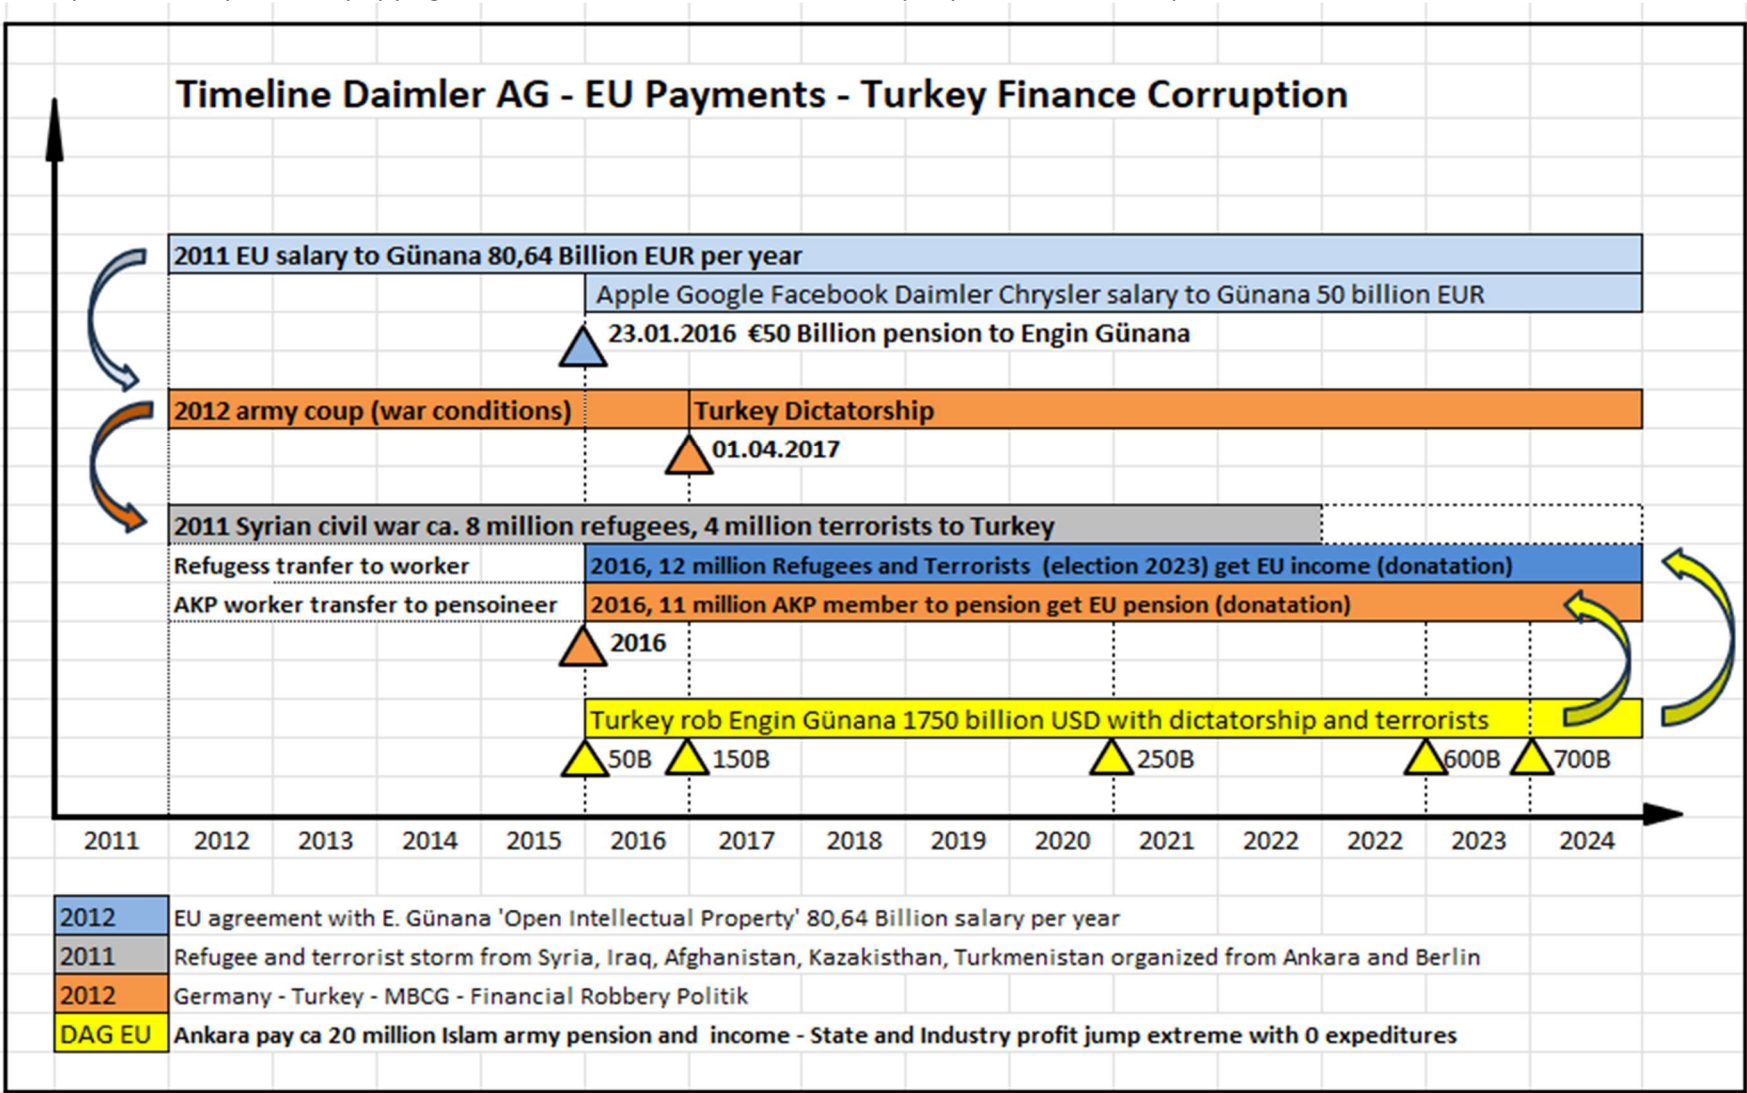 Timeline Daimler AG - EU Payments - Turkey Finance Corruption
2011 EU salary to Günana 80,64 Billion EUR per year
Apple Google Facebook Daimler Chrysler salary to Günana 50 billion EUR
23.01.2016 €50 Billion pension to Engin Günana
2012 army coup (war conditions)
Turkey Dictatorship
01.04.2017
2011 Syrian civil war ca. 8 million refugees, 4 million terrorists to Turkey
Refugess tranfer to worker
2016, 12 million Refugees and Terrorists (election 2023) get EU income (donatation)
AKP worker transfer to pensoineer
2016, 11 million AKP member to pension get EU pension (donatation)
2016
Turkey rob Engin Günana 1750 billion USD with dictatorship and terrorists
50B 150B 250B 600B 700B
2011 2012 2013 2014 2015 2016 2017 2018 2019 2020 2021 2022 2022 2023 2024
2012 EU agreement with E. Günana 'Open Intellectual Property' 80,64 Billion salary per year
2011 Refugee and terrorist storm from Syria, Iraq, Afghanistan, Kazakisthan, Turkmenistan organized from Ankara and Berlin
2012 Germany - Turkey - MBCG - Financial Robbery Politik
DAG EU Ankara pay ca 20 million Islam army pension and income - State and Industry profit jump extreme with 0 expeditures